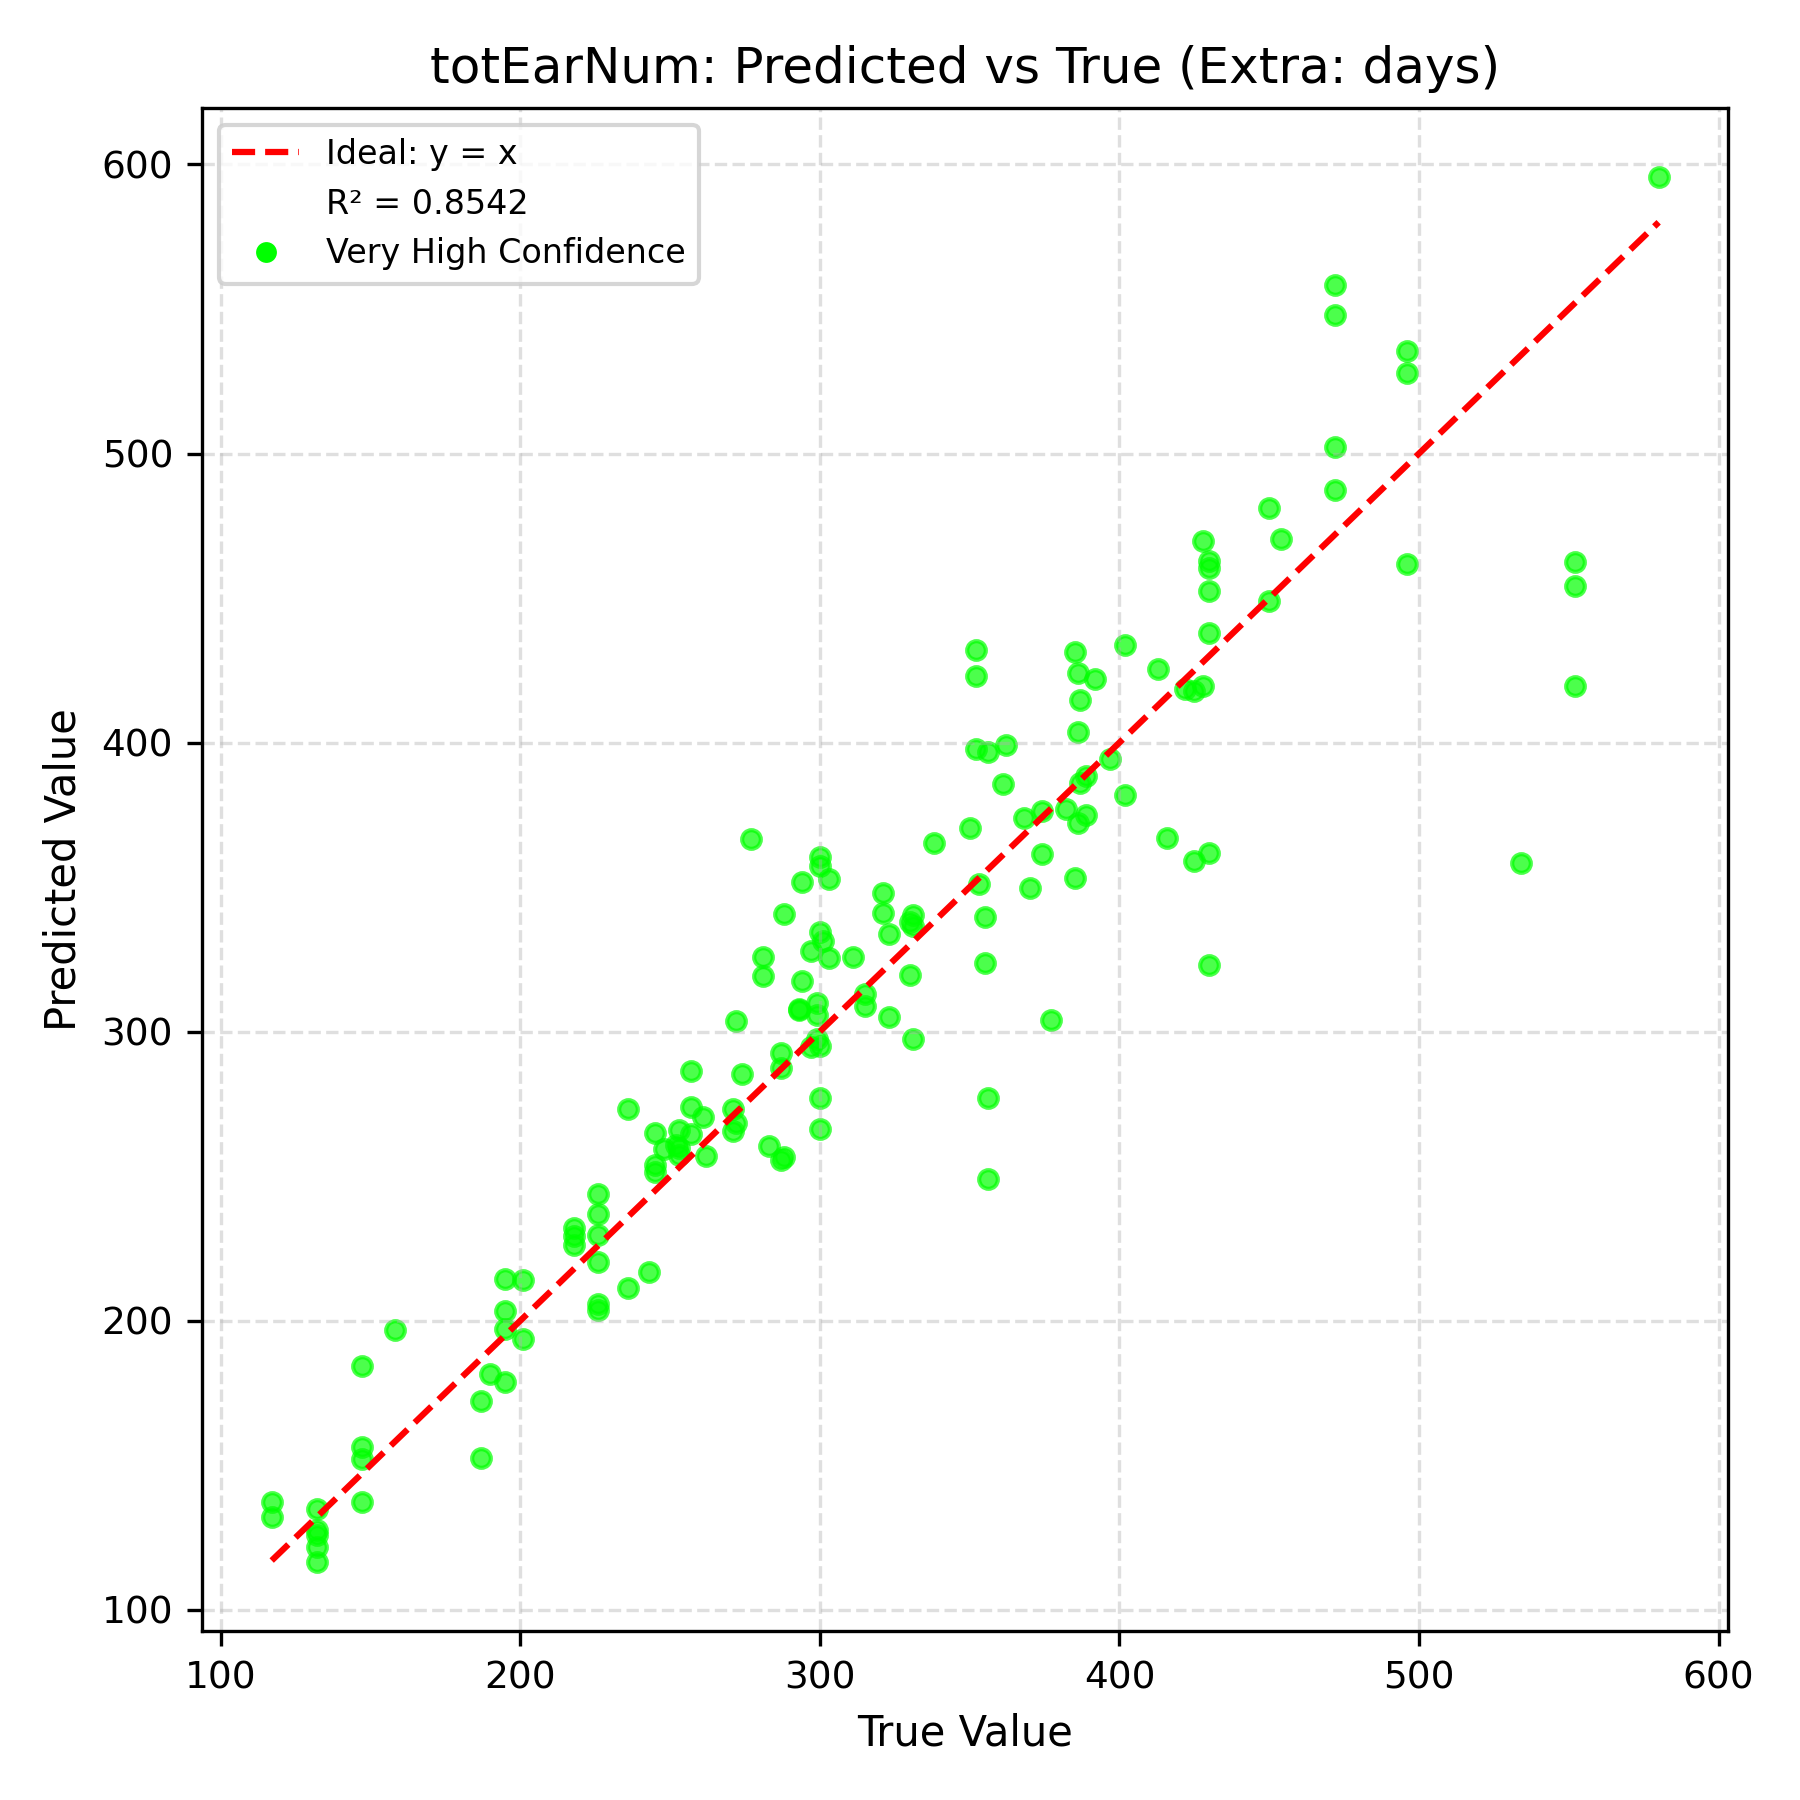 totEarNum: Predicted vs True (Extra: days)
Ideal: y = x
R² = 0.8542
Very High Confidence
600
500
400
300
200
100
Predicted Value
100 200 300 400 500 600
True Value